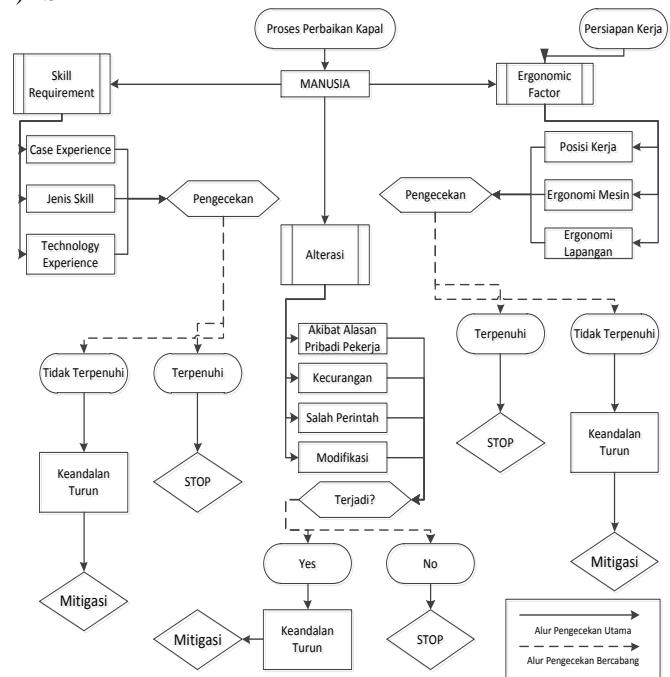 Proses Perbaikan Kapal
Persiapan Kerja
Skill
Requirement
MANUSIA
Ergonomic
Factor
Case Experience
Jenis Skill
Technology
Experience
Pengecekan
Pengecekan
Posisi Kerja
Ergonomi Mesin
Ergonomi
Lapangan
Alterasi
Akibat Alasan
Pribadi Pekerja
Kecurangan
Salah Perintah
Modifikasi
Terjadi?
Tidak Terpenuhi
Terpenuhi
Terpenuhi
Tidak Terpenuhi
Keandalan
Turun
STOP
STOP
Keandalan
Turun
Yes
No
Mitigasi
Mitigasi
Mitigasi
Keandalan
Turun
STOP
Alur Pengecekan Utama
Alur Pengecekan Bercabang